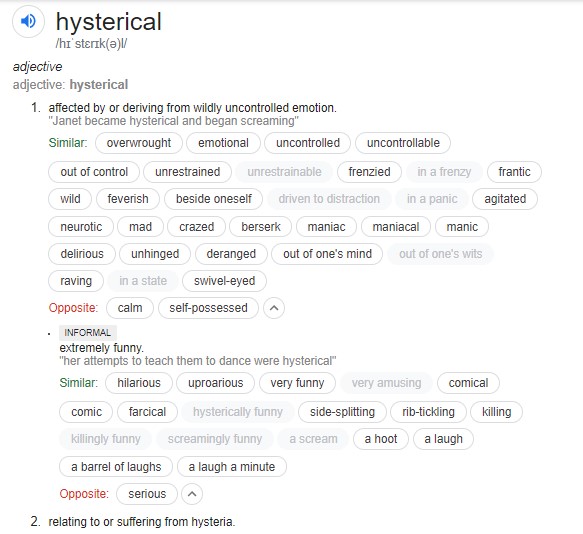 hysterical
/hɪˈstɛrɪk(ə)l/
adjective
adjective: hysterical
1. affected by or deriving from wildly uncontrolled emotion.
"Janet became hysterical and began screaming"
Similar: overwrought emotional uncontrolled uncontrollable
out of control unrestrained unrestrainable frenzied in a frenzy frantic
wild feverish beside oneself driven to distraction in a panic agitated
neurotic mad crazed berserk maniac maniacal manic
delirious unhinged deranged out of one's mind out of one's wits
raving in a state swivel-eyed
Opposite: calm self-possessed
INFORMAL
extremely funny.
"her attempts to teach them to dance were hysterical"
Similar: hilarious uproarious very funny very amusing comical
comic farcical hysterically funny side-splitting rib-tickling killing
killingly funny screamingly funny a scream a hoot a laugh
a barrel of laughs a laugh a minute
Opposite: serious
2. relating to or suffering from hysteria.